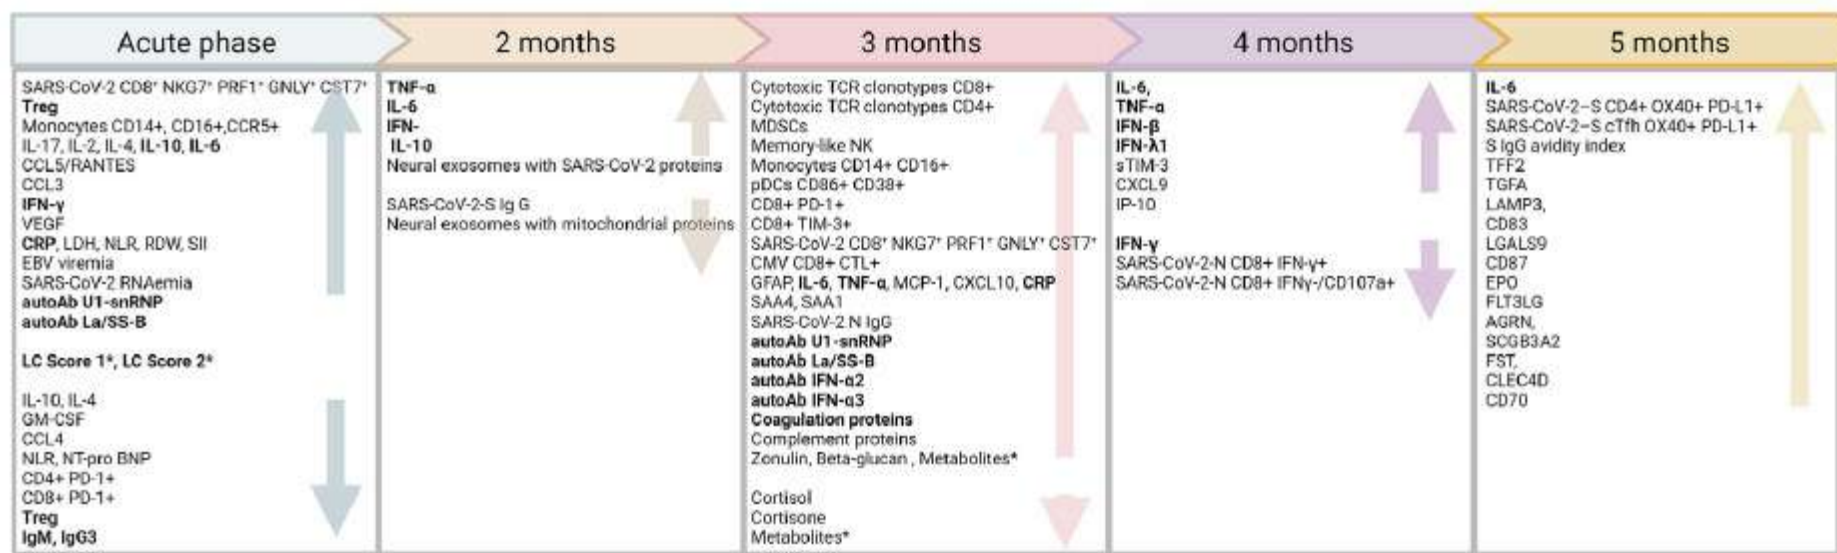 Acute phase
2 months
3 months
4 months
5 months
SARS-CoV-2 CD8⁺ NKG7⁺ PRF1⁺ GNLY⁺ CST7⁺
Treg
Monocytes CD14+, CD16+,CCR5+
IL-17, IL-2, IL-4, IL-10, IL-6
CCL5/RANTES
CCL3
IFN-γ
VEGF
CRP, LDH, NLR, RDW, SII
EBV viremia
SARS-CoV-2 RNAemia
autoAb U1-snRNP
autoAb La/SS-B
LC Score 1*, LC Score 2*
IL-10, IL-4
GM-CSF
CCL4
NLR, NT-pro BNP
CD4+ PD-1+
CD8+ PD-1+
Treg
IgM, IgG3
TNF-α
IL-6
IFN-
IL-10
Neural exosomes with SARS-CoV-2 proteins
SARS-CoV-2-S Ig G
Neural exosomes with mitochondrial proteins
Cytotoxic TCR clonotypes CD8+
Cytotoxic TCR clonotypes CD4+
MDSCs
Memory-like NK
Monocytes CD14+ CD16+
pDCs CD86+ CD38+
CD8+ PD-1+
CD8+ TIM-3+
SARS-CoV-2 CD8⁺ NKG7⁺ PRF1⁺ GNLY⁺ CST7⁺
CMV CD8+ CTL+
GFAP, IL-6, TNF-α, MCP-1, CXCL10, CRP
SAA4, SAA1
SARS-CoV-2 N IgG
autoAb U1-snRNP
autoAb La/SS-B
autoAb IFN-α2
autoAb IFN-α3
Coagulation proteins
Complement proteins
Zonulin, Beta-glucan , Metabolites*
Cortisol
Cortisone
Metabolites*
IL-6,
TNF-α
IFN-β
IFN-λ1
sTIM-3
CXCL9
IP-10
IFN-γ
SARS-CoV-2-N CD8+ IFN-γ+
SARS-CoV-2-N CD8+ IFNγ-/CD107a+
IL-6
SARS-CoV-2–S CD4+ OX40+ PD-L1+
SARS-CoV-2–S cTfh OX40+ PD-L1+
S IgG avidity index
TFF2
TGFA
LAMP3,
CD83
LGALS9
CD87
EPO
FLT3LG
AGRN,
SCGB3A2
FST,
CLEC4D
CD70